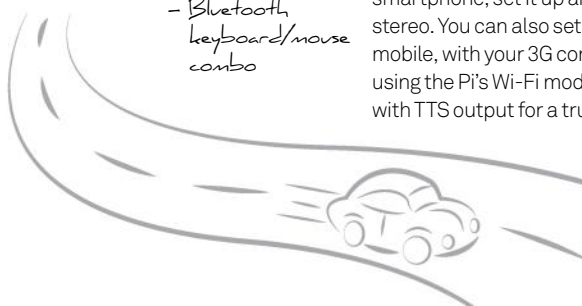 – Bluetooth
keyboard/mouse
combo
smartphone, set it up a
stereo. You can also set
mobile, with your 3G con
using the Pi's Wi-Fi mod
with TTS output for a tru